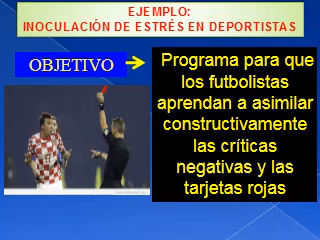 EJEMPLO:
INOCULACIÓN DE ESTRÉS EN DEPORTISTAS
OBJETIVO
Programa para que
los futbolistas
aprendan a asimilar
constructivamente
las críticas
negativas y las
tarjetas rojas